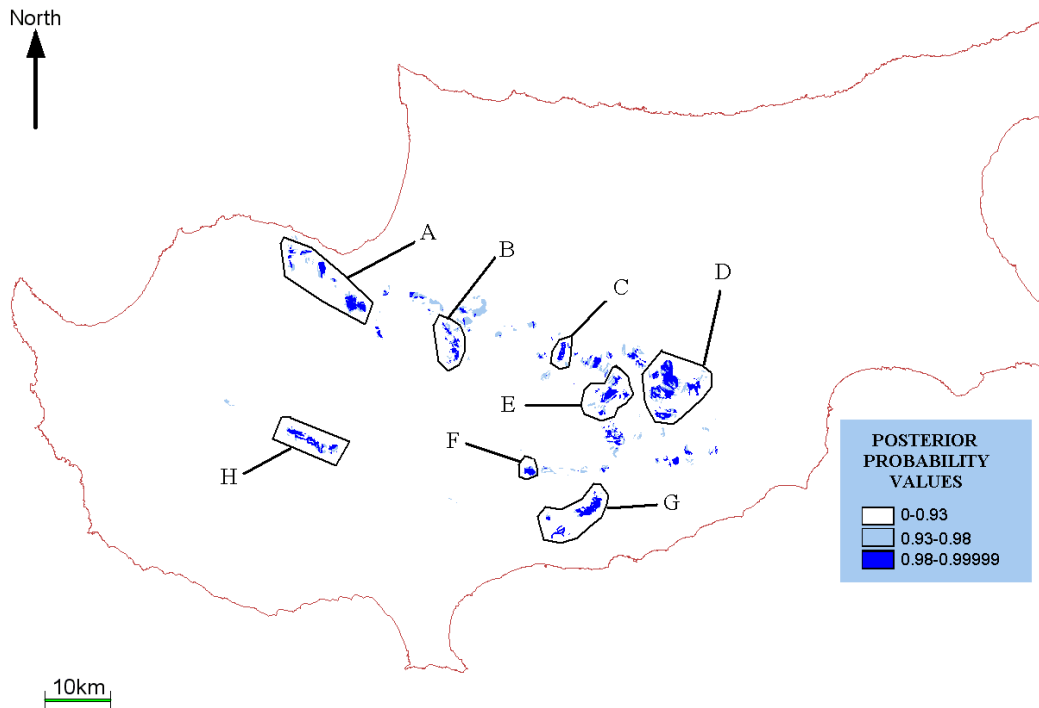 North
A
B
C
D
E
F
G
H
POSTERIOR
PROBABILITY
VALUES
0-0.93
0.93-0.98
0.98-0.99999
10km